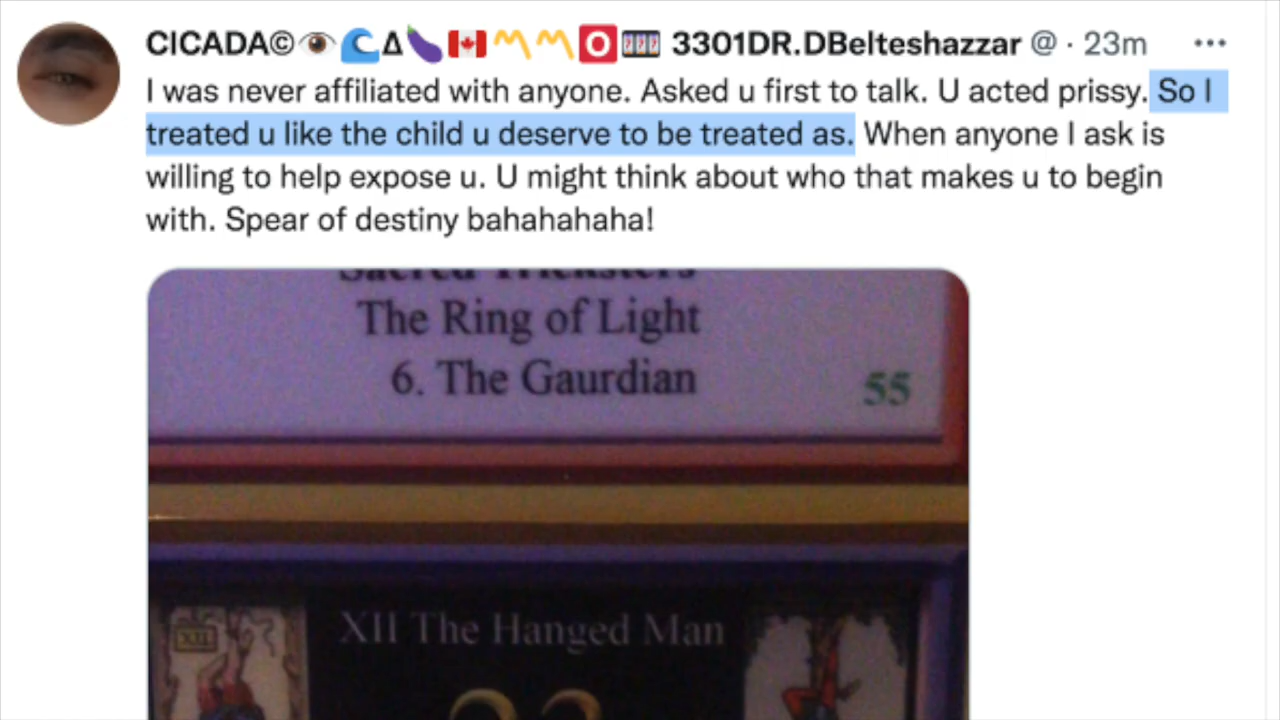 CICADA©👁️🌊Δ🍆🇨🇦〽️〽️🅾️🎰 3301DR.DBelteshazzar @ · 23m
I was never affiliated with anyone. Asked u first to talk. U acted prissy. So I
treated u like the child u deserve to be treated as. When anyone I ask is
willing to help expose u. U might think about who that makes u to begin
with. Spear of destiny bahahahaha!
Sacred Tricksters
The Ring of Light
6. The Gaurdian
55
XII The Hanged Man
XII